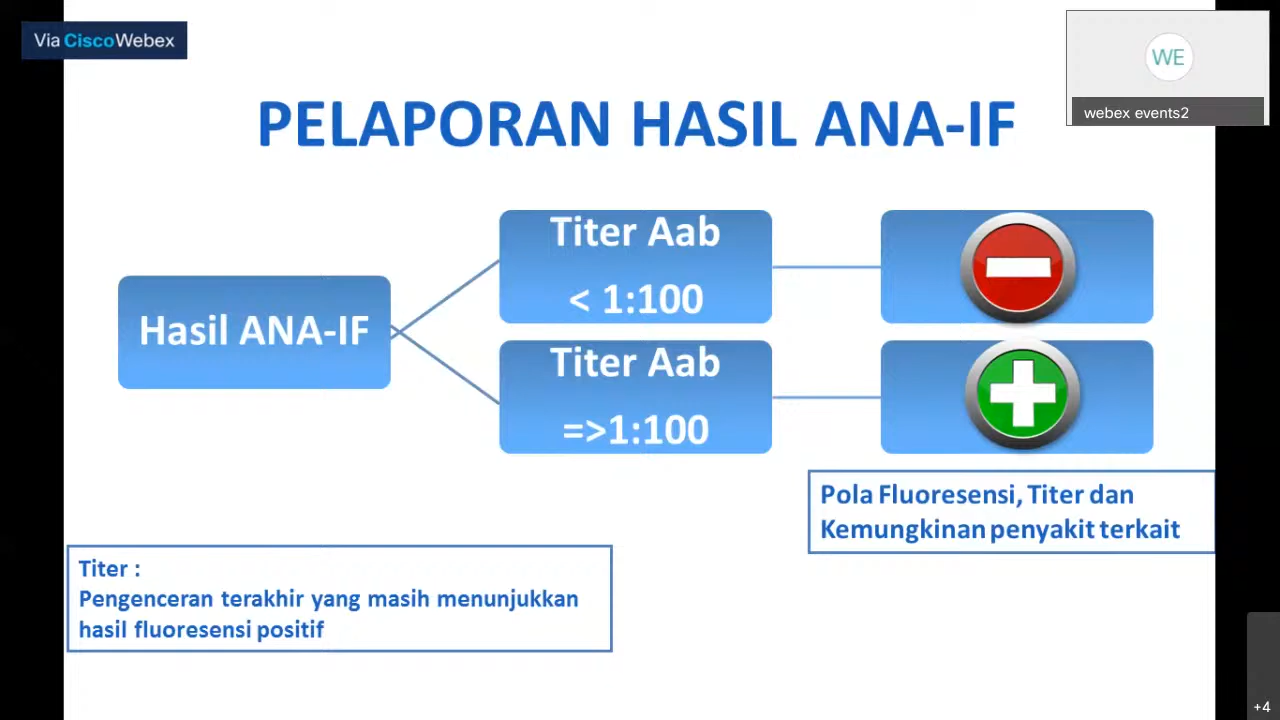 Via CiscoWebex
WE
webex events2
PELAPORAN HASIL ANA-IF
Hasil ANA-IF
Titer Aab
< 1:100
Titer Aab
=>1:100
Pola Fluoresensi, Titer dan
Kemungkinan penyakit terkait
Titer :
Pengenceran terakhir yang masih menunjukkan
hasil fluoresensi positif
+4